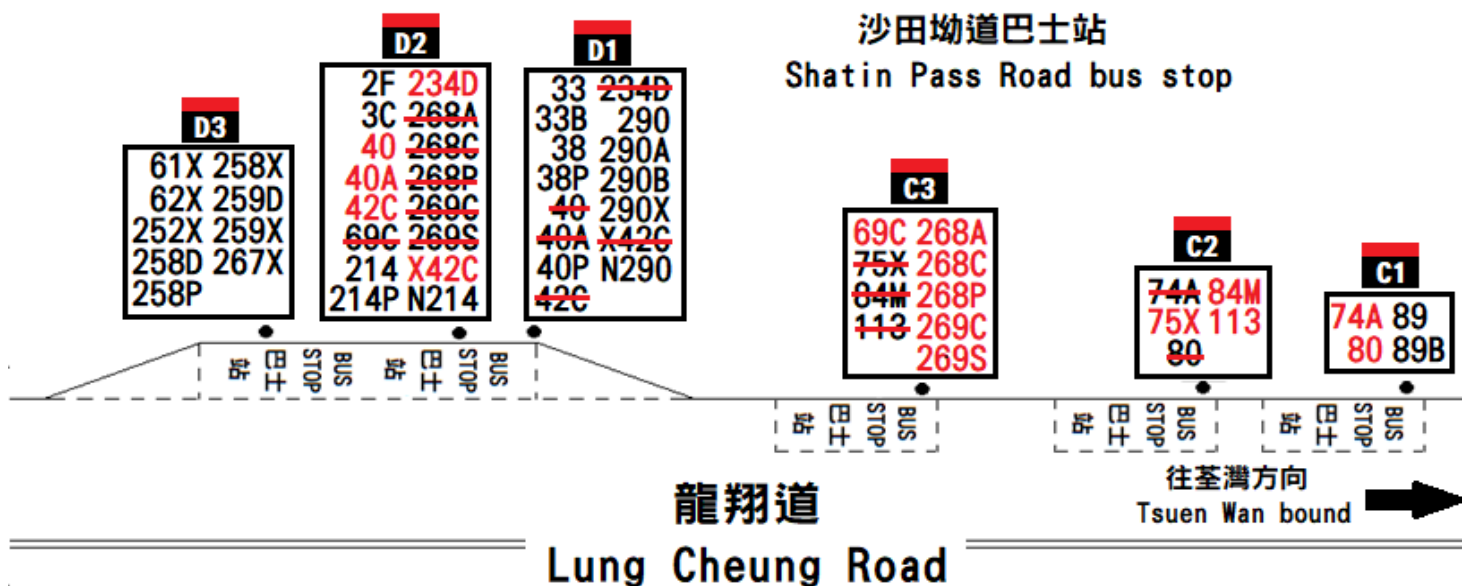 沙田坳道巴士站
Shatin Pass Road bus stop
D3
61X 258X
62X 259D
252X 259X
258D 267X
258P
D2
2F 234D
3C 268A
40 268C
40A 268P
42C 269C
69C 269S
214 X42C
214P N214
D1
33 234D
33B 290
38 290A
38P 290B
40 290X
40A X42C
40P N290
42C
C3
69C 268A
75X 268C
84M 268P
113 269C
269S
C2
74A 84M
75X 113
80
C1
74A 89
80 89B
巴士站
BUS STOP
巴士站
BUS STOP
巴士站
BUS STOP
巴士站
BUS STOP
巴士站
BUS STOP
往荃灣方向
Tsuen Wan bound
龍翔道
Lung Cheung Road